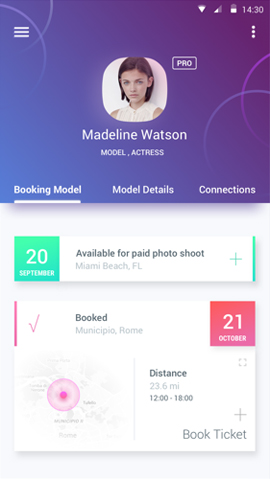 14:30
PRO
Madeline Watson
MODEL , ACTRESS
Booking Model Model Details Connections
20
SEPTEMBER
Available for paid photo shoot
Miami Beach, FL
Booked
Municipio, Rome
21
OCTOBER
Distance
23.6 mi
12:00 - 18:00
Rome
Book Ticket